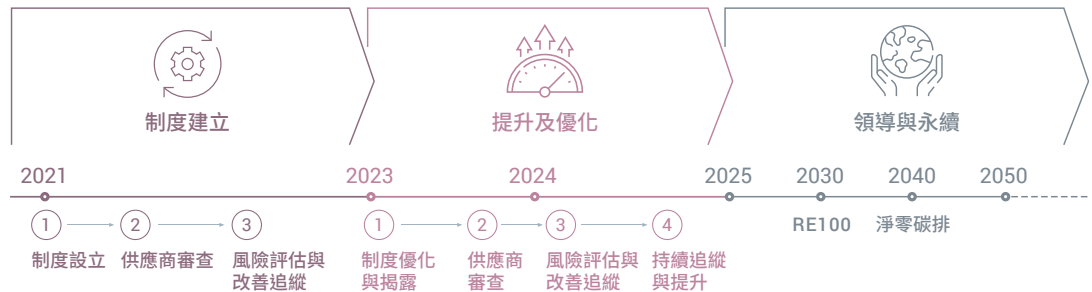 制度建立
提升及優化
領導與永續
2021
2023
2024
2025
2030
2040
2050
RE100
淨零碳排
1
2
3
1
2
3
4
制度設立
供應商審查
風險評估與
改善追縱
制度優化
與揭露
供應商
審查
風險評估與
改善追縱
持續追縱
與提升